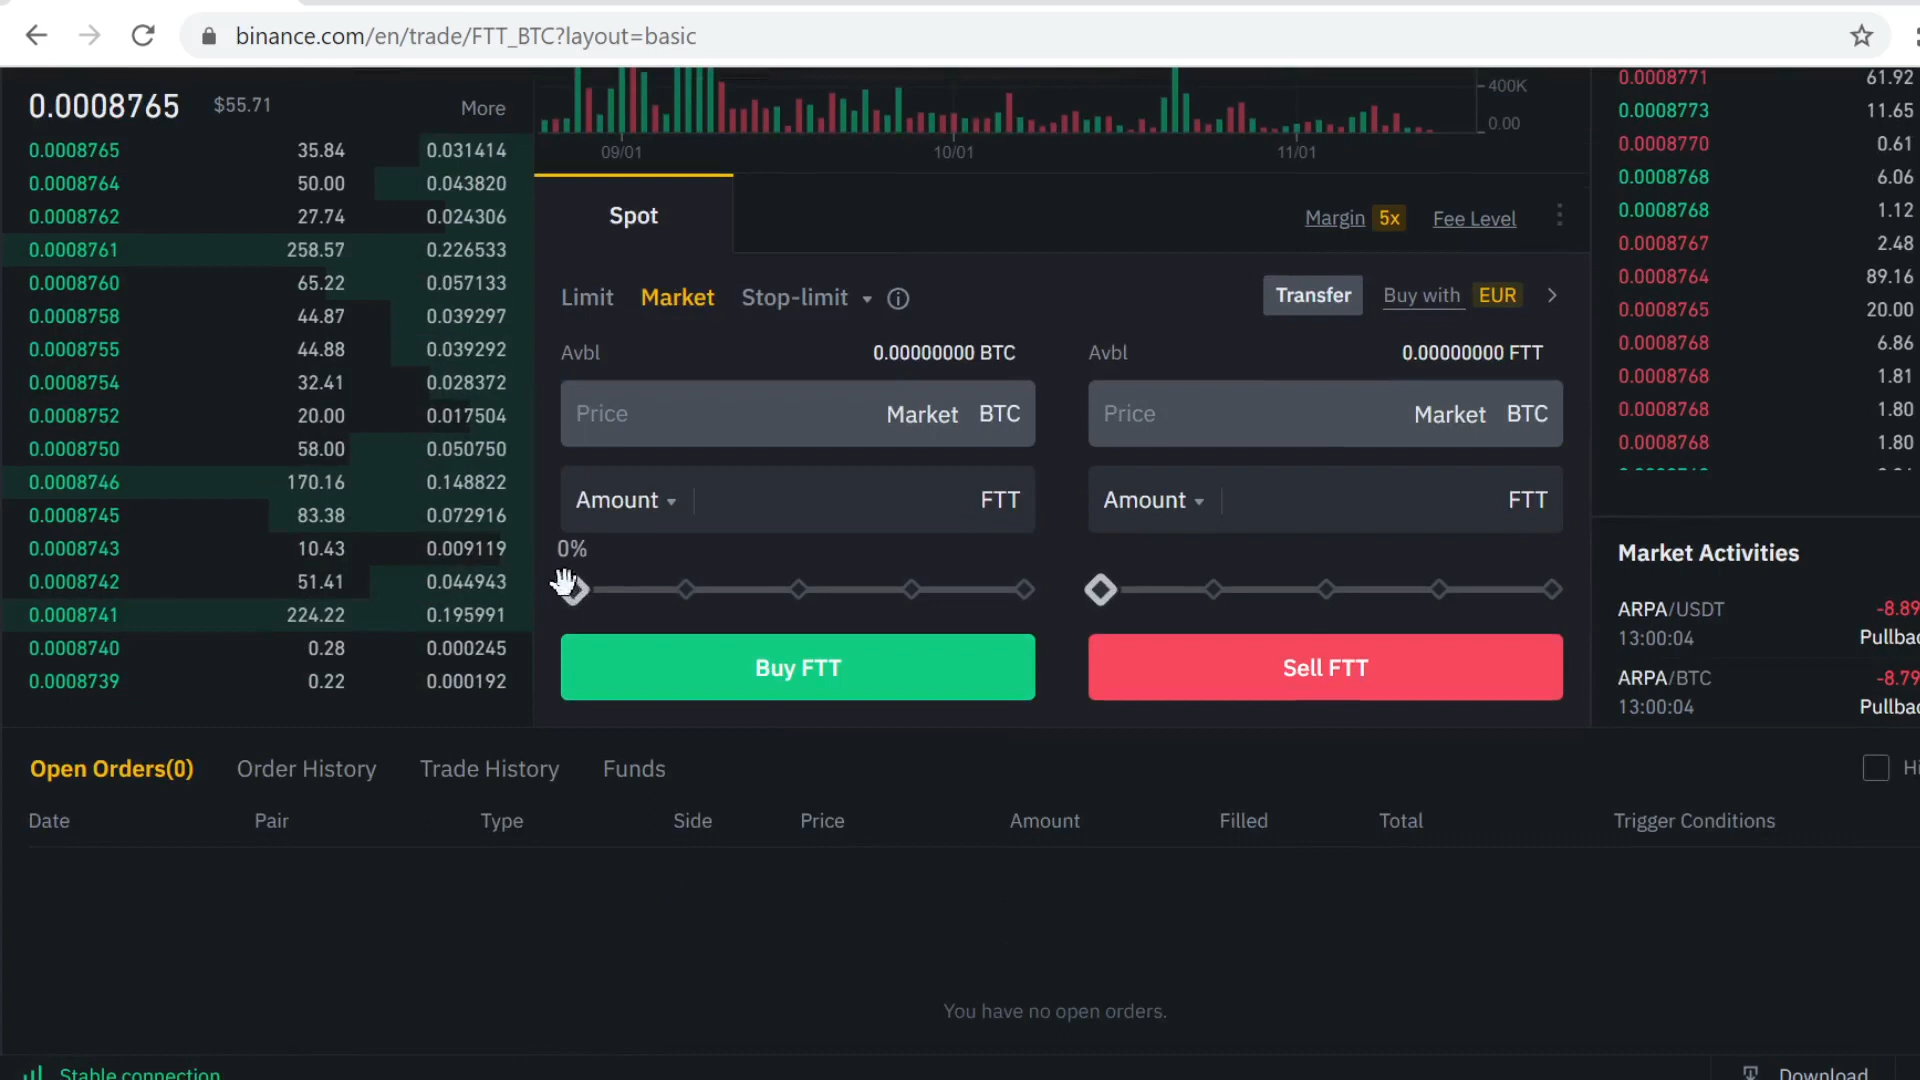 binance.com/en/trade/FTT_BTC?layout=basic
0.0008765 $55.71 More
0.0008765 35.84 0.031414
0.0008764 50.00 0.043820
0.0008762 27.74 0.024306
0.0008761 258.57 0.226533
0.0008760 65.22 0.057133
0.0008758 44.87 0.039297
0.0008755 44.88 0.039292
0.0008754 32.41 0.028372
0.0008752 20.00 0.017504
0.0008750 58.00 0.050750
0.0008746 170.16 0.148822
0.0008745 83.38 0.072916
0.0008743 10.43 0.009119
0.0008742 51.41 0.044943
0.0008741 224.22 0.195991
0.0008740 0.28 0.000245
0.0008739 0.22 0.000192
400K
0.00
09/01 10/01 11/01
Spot Margin 5x Fee Level
Limit Market Stop-limit Transfer Buy with EUR
Avbl 0.00000000 BTC Avbl 0.00000000 FTT
Price Market BTC Price Market BTC
Amount FTT Amount FTT
0%
Buy FTT Sell FTT
0.0008771 61.92
0.0008773 11.65
0.0008770 0.61
0.0008768 6.06
0.0008768 1.12
0.0008767 2.48
0.0008764 89.16
0.0008765 20.00
0.0008768 6.86
0.0008768 1.81
0.0008768 1.80
0.0008768 1.80
Market Activities
ARPA/USDT -8.89
13:00:04 Pullbac
ARPA/BTC -8.79
13:00:04 Pullbac
Open Orders(0) Order History Trade History Funds Hi
Date Pair Type Side Price Amount Filled Total Trigger Conditions
You have no open orders.
Stable connection Download